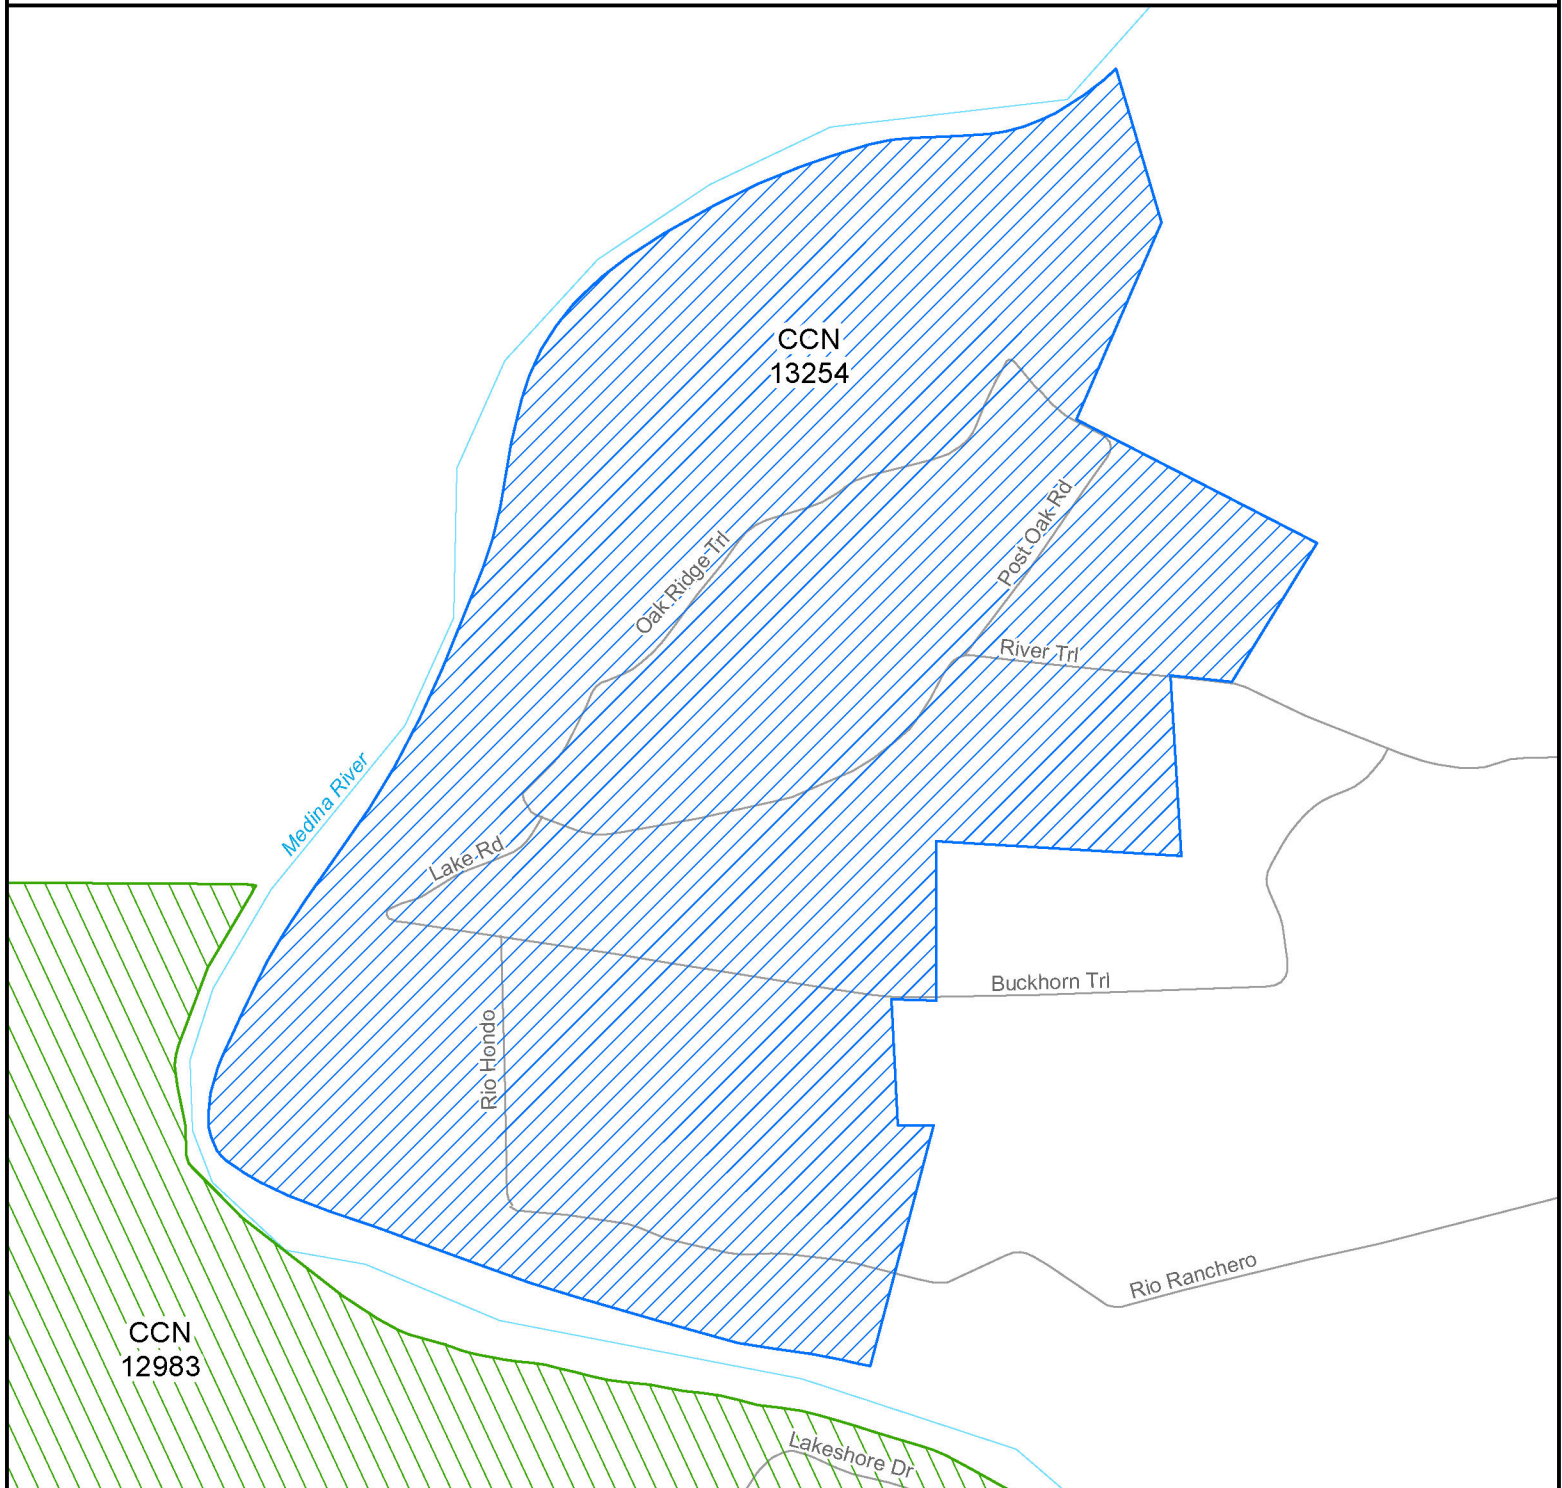 CCN
13254
Oak Ridge Trl
Post Oak Rd
River Trl
Medina River
Lake Rd
Buckhorn Trl
Rio Hondo
Rio Ranchero
CCN
12983
Lakeshore Dr